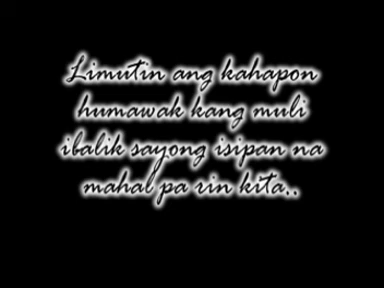 Limutin ang kahapon
humawak kang muli
ibalik sayong isipan na
mahal pa rin kita..